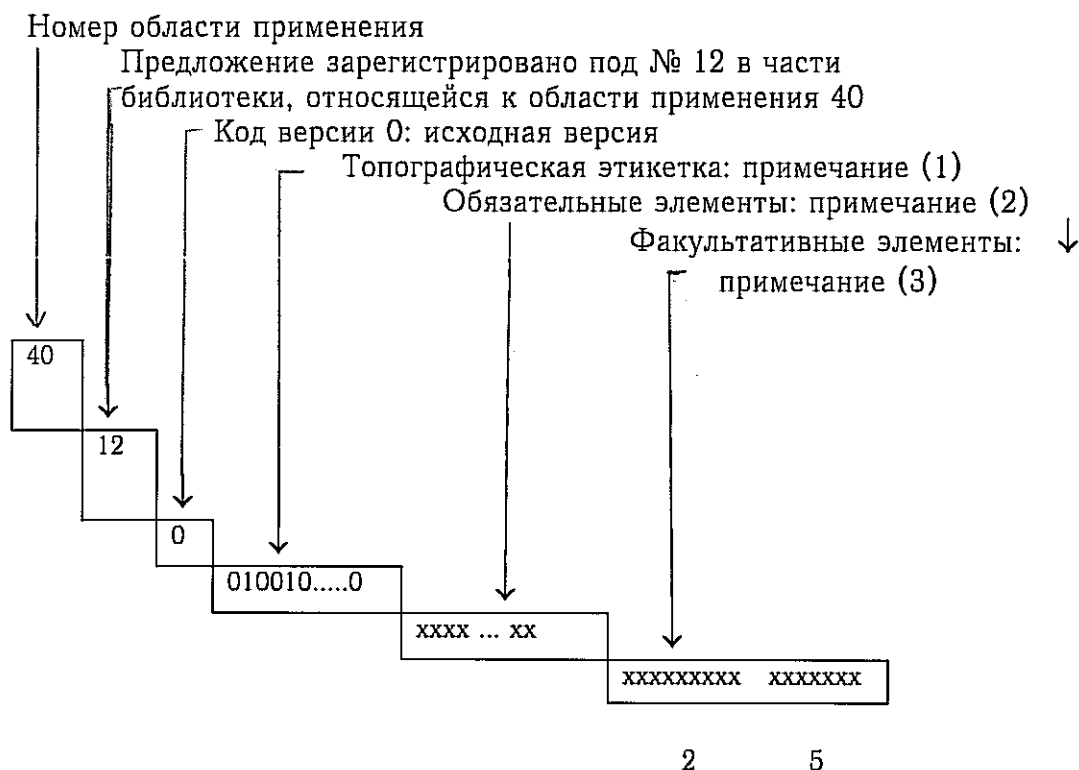 Номер области применения
Предложение зарегистрировано под № 12 в части
библиотеки, относящейся к области применения 40
Код версии 0: исходная версия
Топографическая этикетка: примечание (1)
Обязательные элементы: примечание (2)
Факультативные элементы:
примечание (3)
40
12
0
010010.....0
xxxx ... xx
xxxxxxxxx xxxxxxx
2 5